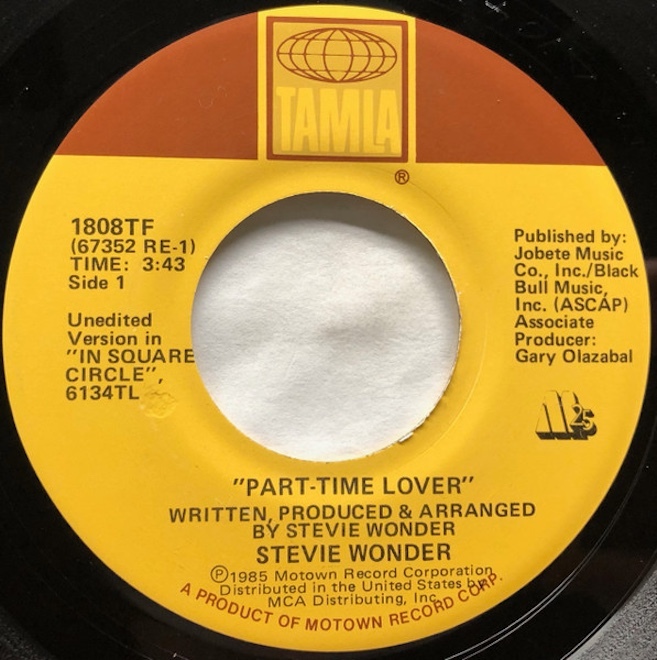 TAMLA
®
1808TF
(67352 RE-1)
TIME: 3:43
Side 1
Unedited
Version in
"IN SQUARE
CIRCLE",
6134TL
Published by:
Jobete Music
Co., Inc./Black
Bull Music,
Inc. (ASCAP)
Associate
Producer:
Gary Olazabal
M 25
"PART-TIME LOVER"
WRITTEN, PRODUCED & ARRANGED
BY STEVIE WONDER
STEVIE WONDER
℗1985 Motown Record Corporation
Distributed in the United States by
MCA Distributing, Inc.
A PRODUCT OF MOTOWN RECORD CORP.